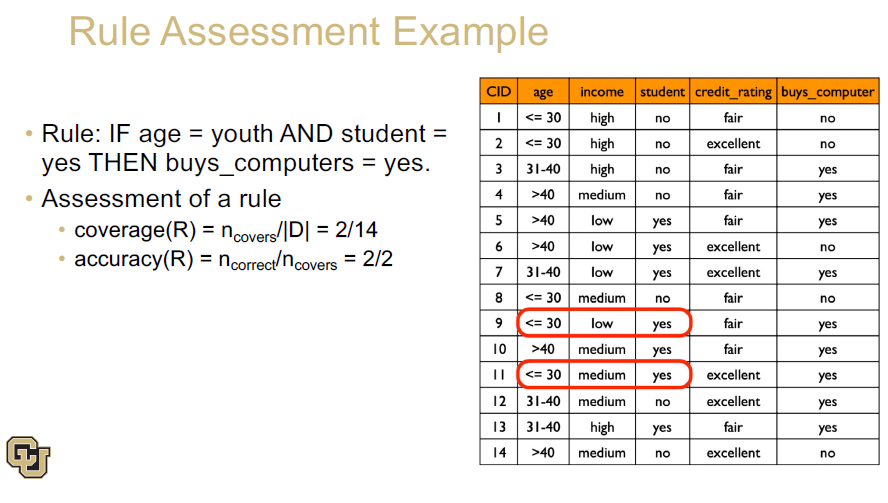 Rule Assessment Example
• Rule: IF age = youth AND student =
yes THEN buys_computers = yes.
• Assessment of a rule
• coverage(R) = ncovers/|D| = 2/14
• accuracy(R) = ncorrect/ncovers = 2/2
CID age income student credit_rating buys_computer
1 <= 30 high no fair no
2 <= 30 high no excellent no
3 31-40 high no fair yes
4 >40 medium no fair yes
5 >40 low yes fair yes
6 >40 low yes excellent no
7 31-40 low yes excellent yes
8 <= 30 medium no fair no
9 <= 30 low yes fair yes
10 >40 medium yes fair yes
11 <= 30 medium yes excellent yes
12 31-40 medium no excellent yes
13 31-40 high yes fair yes
14 >40 medium no excellent no
CU